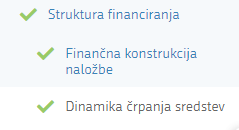 Struktura financiranja
Finančna konstrukcija
naložbe
Dinamika črpanja sredstev